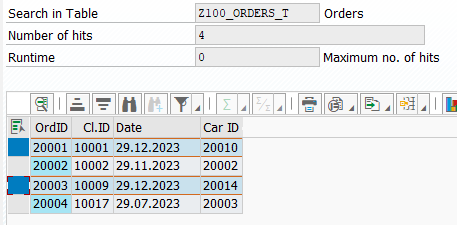 Search in Table Z100_ORDERS_T Orders
Number of hits 4
Runtime 0 Maximum no. of hits
OrdID Cl.ID Date Car ID
20001 10001 29.12.2023 20010
20002 10002 29.11.2023 20002
20003 10009 29.12.2023 20014
20004 10017 29.07.2023 20003